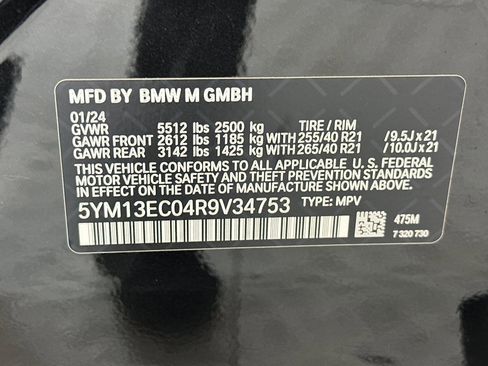 MFD BY BMW M GMBH
01/24
GVWR 5512 lbs 2500 kg TIRE / RIM
GAWR FRONT 2612 lbs 1185 kg WITH 255/40 R21 / 9.5J x 21
GAWR REAR 3142 lbs 1425 kg WITH 265/40 R21 / 10.0J x 21
THIS VEHICLE CONFORMS TO ALL APPLICABLE U. S. FEDERAL
MOTOR VEHICLE SAFETY AND THEFT PREVENTION STANDARDS
IN EFFECT ON THE DATE OF MANUFACTURE SHOWN ABOVE.
5YM13EC04R9V34753 TYPE: MPV
475M
7 320 730